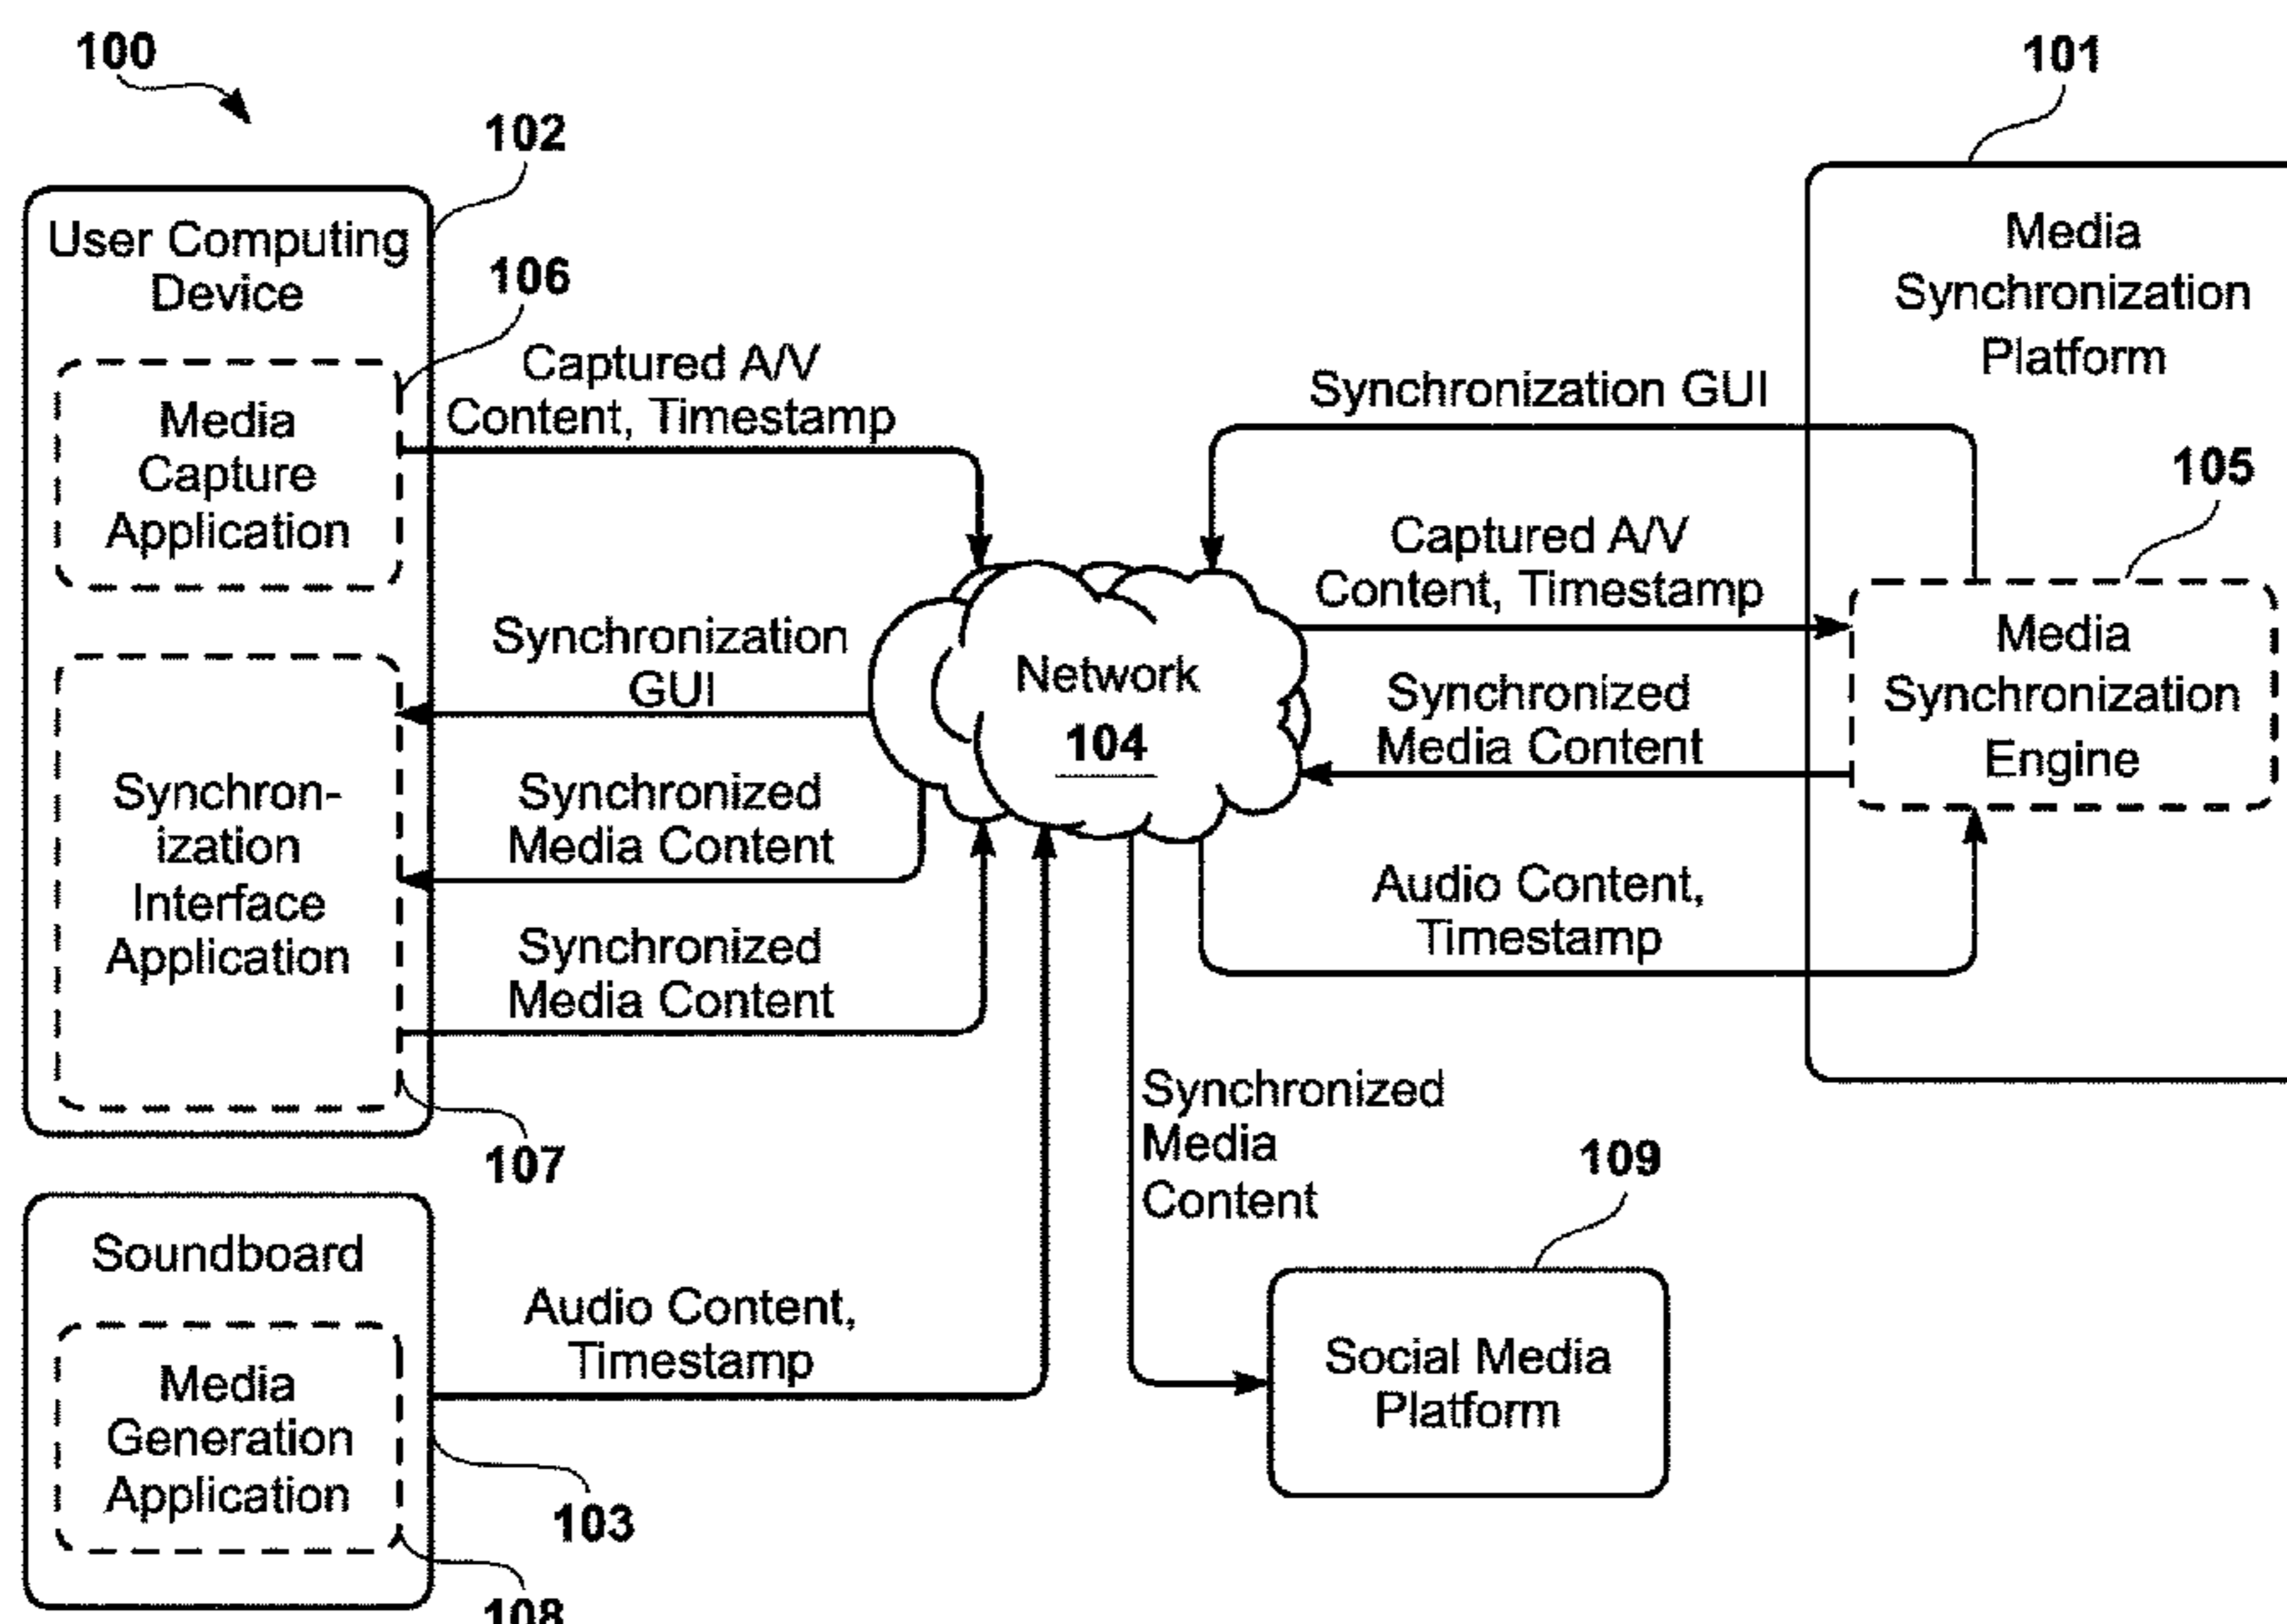 100
102
User Computing
Device
106
Media
Capture
Application
Captured A/V
Content, Timestamp
Synchronization
GUI
Synchron-
ization
Interface
Application
Synchronized
Media Content
Synchronized
Media Content
107
Soundboard
Media
Generation
Application
103
108
Audio Content,
Timestamp
Network
104
101
Media
Synchronization
Platform
Synchronization GUI
105
Captured A/V
Content, Timestamp
Media
Synchronization
Engine
Synchronized
Media Content
Audio Content,
Timestamp
Synchronized
Media
Content
109
Social Media
Platform